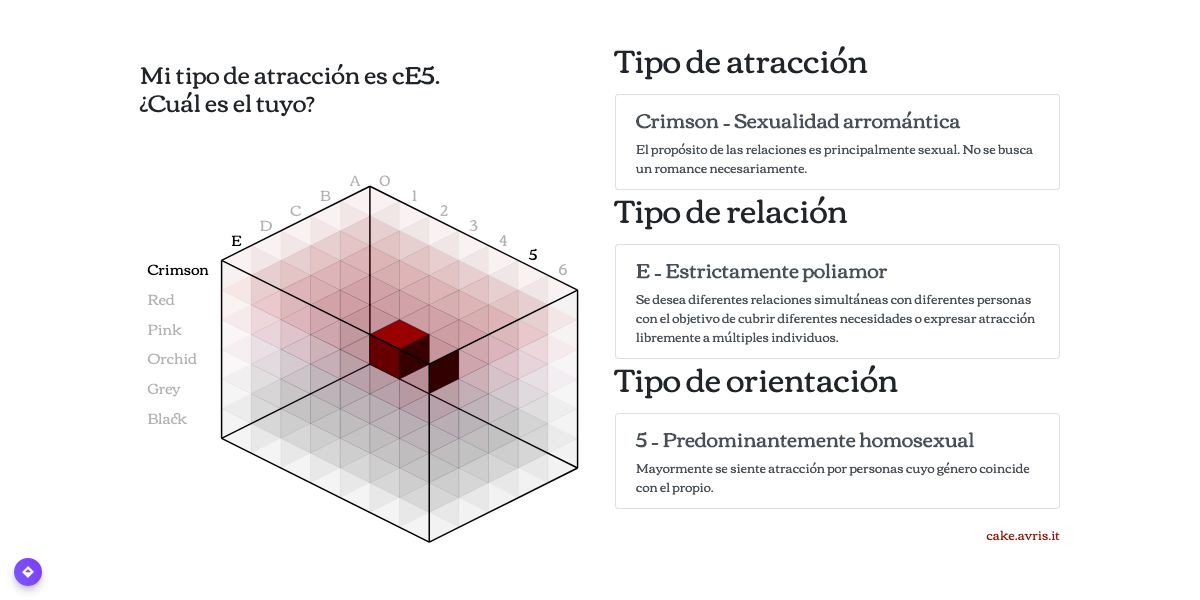 Mi tipo de atracción es cE5.
¿Cuál es el tuyo?
A
O
B
1
C
2
D
3
E
4
5
6
Crimson
Red
Pink
Orchid
Grey
Black
Tipo de atracción
Crimson - Sexualidad arromántica
El propósito de las relaciones es principalmente sexual. No se busca
un romance necesariamente.
Tipo de relación
E - Estrictamente poliamor
Se desea diferentes relaciones simultáneas con diferentes personas
con el objetivo de cubrir diferentes necesidades o expresar atracción
libremente a múltiples individuos.
Tipo de orientación
5 - Predominantemente homosexual
Mayormente se siente atracción por personas cuyo género coincide
con el propio.
cake.avris.it